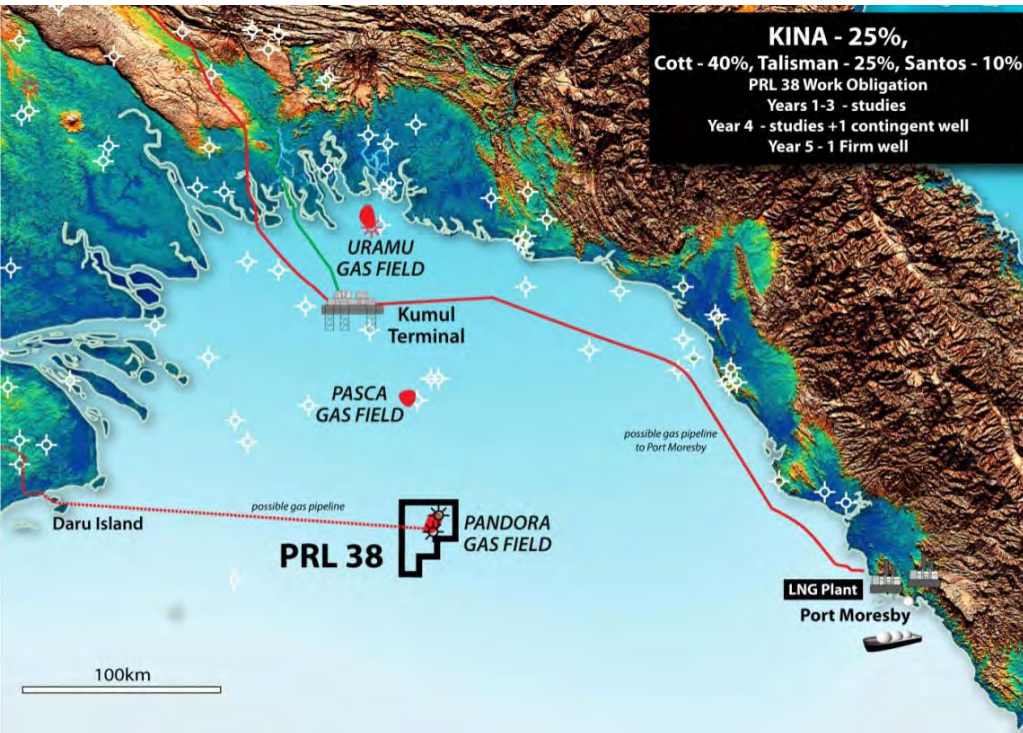 KINA - 25%,
Cott - 40%, Talisman - 25%, Santos - 10%
PRL 38 Work Obligation
Years 1-3 - studies
Year 4 - studies +1 contingent well
Year 5 - 1 Firm well
URAMU
GAS FIELD
Kumul
Terminal
PASCA
GAS FIELD
possible gas pipeline
to Port Moresby
possible gas pipeline
Daru Island
PANDORA
GAS FIELD
PRL 38
LNG Plant
Port Moresby
100km